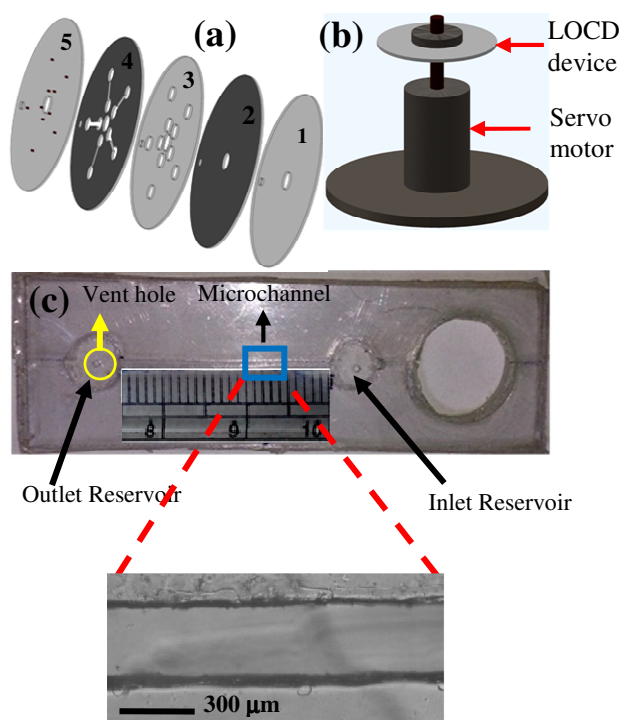 (a)
5
4
3
2
1
(b)
LOCD
device
Servo
motor
(c)
Vent hole
Microchannel
8
9
10
Outlet Reservoir
Inlet Reservoir
300 µm